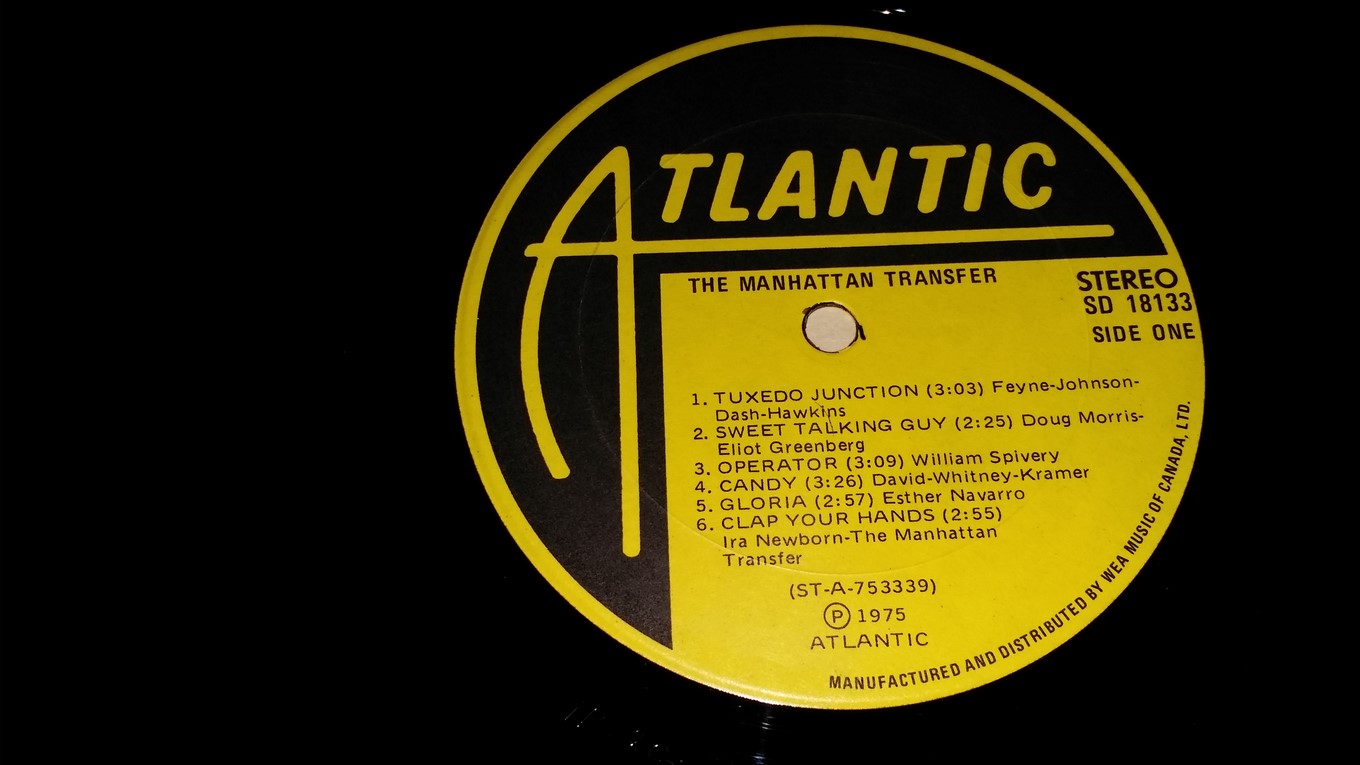 ATLANTIC
THE MANHATTAN TRANSFER
STEREO
SD 18133
SIDE ONE
1. TUXEDO JUNCTION (3:03) Feyne-Johnson-
Dash-Hawkins
2. SWEET TALKING GUY (2:25) Doug Morris-
Eliot Greenberg
3. OPERATOR (3:09) William Spivery
4. CANDY (3:26) David-Whitney-Kramer
5. GLORIA (2:57) Esther Navarro
6. CLAP YOUR HANDS (2:55)
Ira Newborn-The Manhattan
Transfer
(ST-A-753339)
Ⓟ 1975
ATLANTIC
MANUFACTURED AND DISTRIBUTED BY WEA MUSIC OF CANADA, LTD.